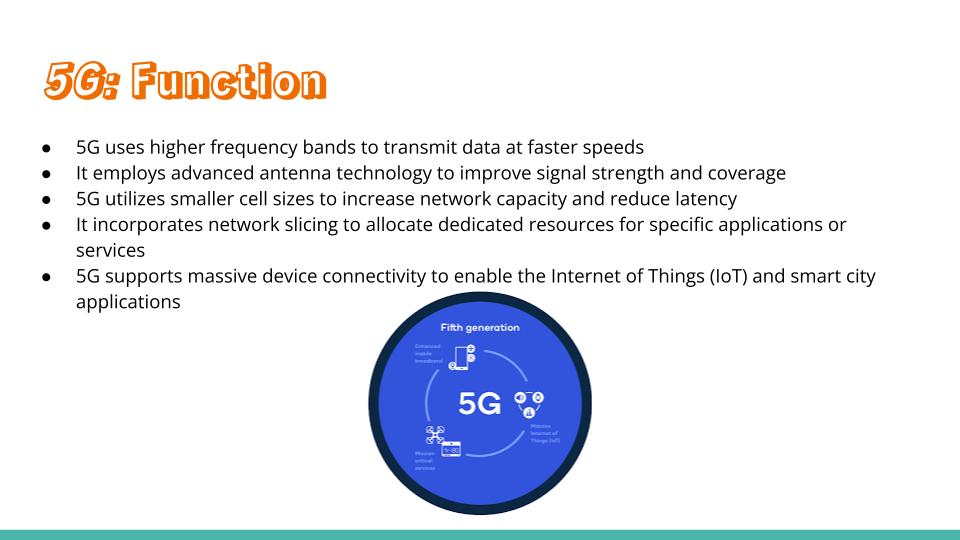 5G: Function
● 5G uses higher frequency bands to transmit data at faster speeds
● It employs advanced antenna technology to improve signal strength and coverage
● 5G utilizes smaller cell sizes to increase network capacity and reduce latency
● It incorporates network slicing to allocate dedicated resources for specific applications or
services
● 5G supports massive device connectivity to enable the Internet of Things (IoT) and smart city
applications
Fifth generation
Enhanced
mobile
broadband
5G
Massive
Internet of
Things (IoT)
Mission-
critical
services